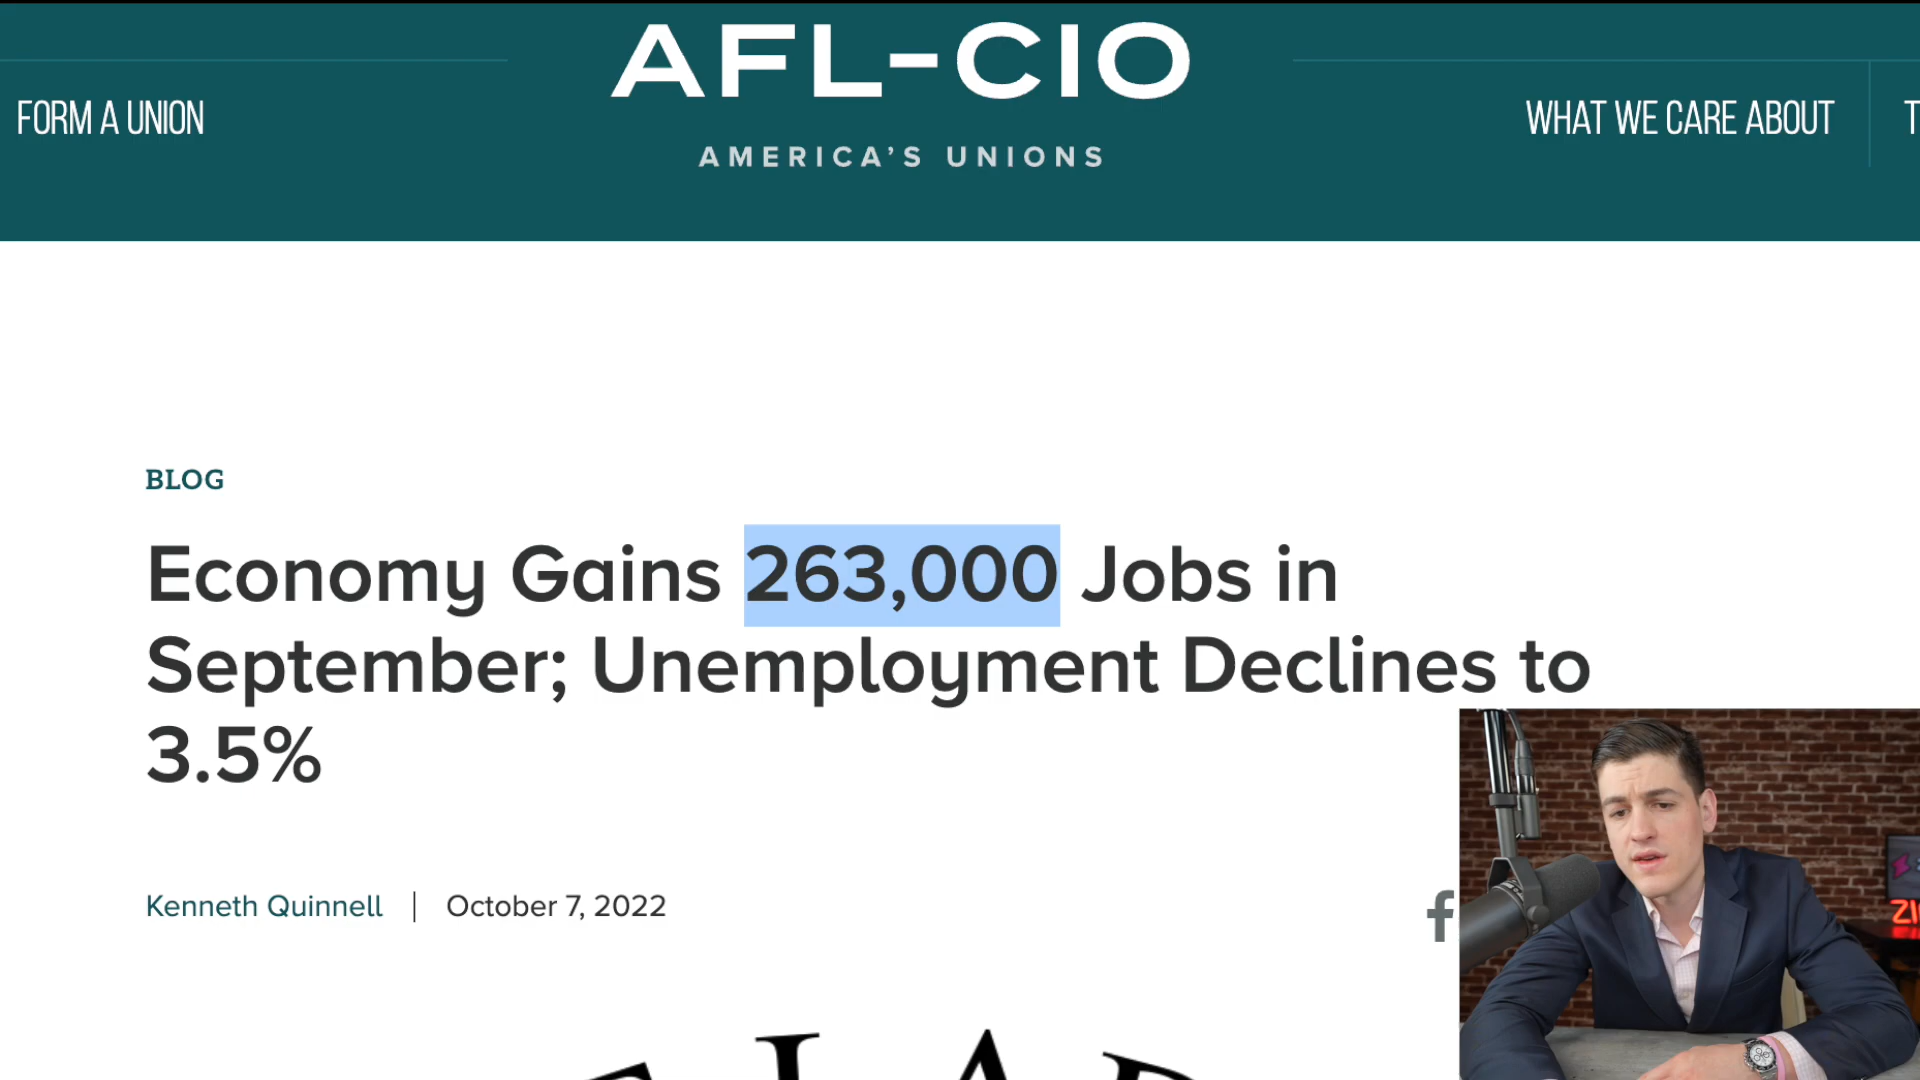 AFL-CIO
FORM A UNION
WHAT WE CARE ABOUT
AMERICA'S UNIONS
BLOG
Economy Gains 263,000 Jobs in
September; Unemployment Declines to
3.5%
Kenneth Quinnell | October 7, 2022